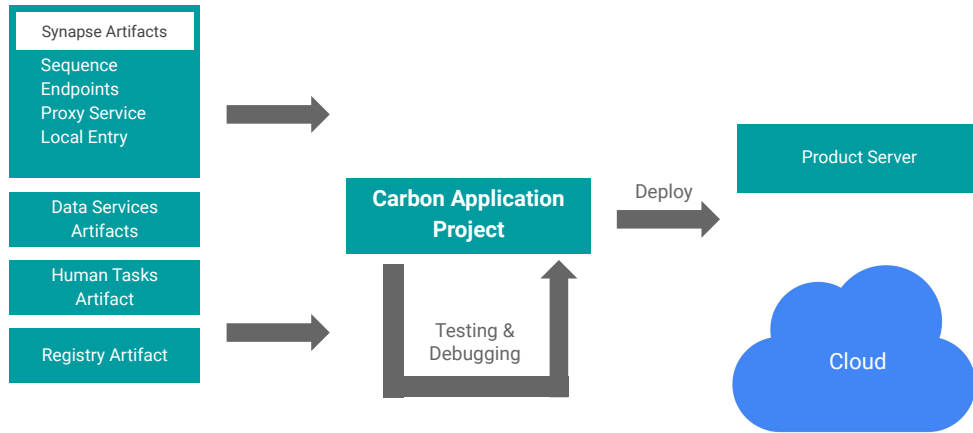 Synapse Artifacts
Sequence
Endpoints
Proxy Service
Local Entry
Data Services
Artifacts
Human Tasks
Artifact
Registry Artifact
Carbon Application
Project
Testing &
Debugging
Deploy
Product Server
Cloud